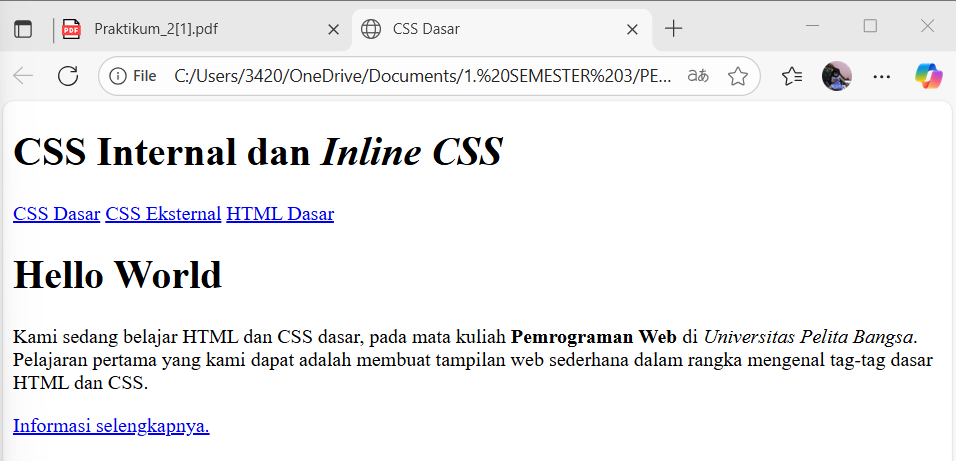 Praktikum_2[1].pdf
CSS Dasar
File C:/Users/3420/OneDrive/Documents/1.%20SEMESTER%203/PE...
CSS Internal dan Inline CSS
CSS Dasar CSS Eksternal HTML Dasar
Hello World
Kami sedang belajar HTML dan CSS dasar, pada mata kuliah Pemrograman Web di Universitas Pelita Bangsa.
Pelajaran pertama yang kami dapat adalah membuat tampilan web sederhana dalam rangka mengenal tag-tag dasar
HTML dan CSS.
Informasi selengkapnya.